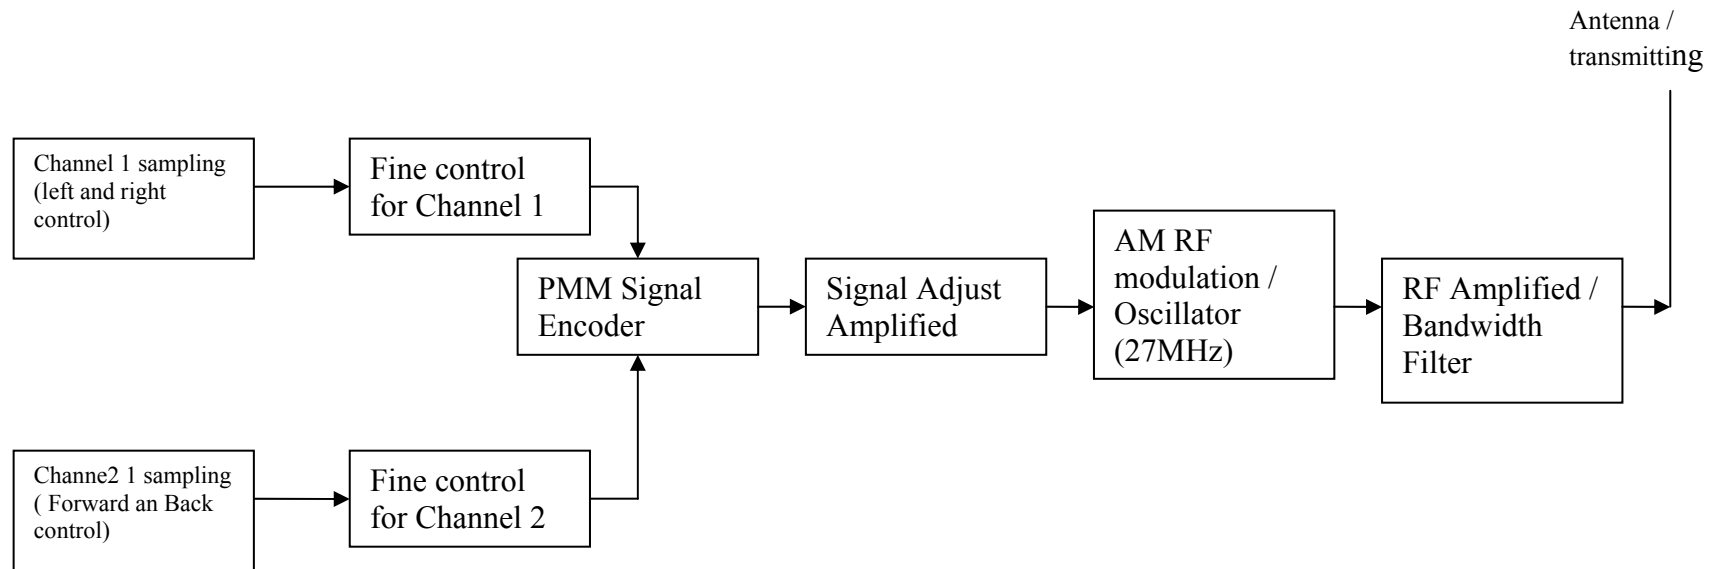 Antenna /
transmitting
Channel 1 sampling
(left and right
control)
Fine control
for Channel 1
PMM Signal
Encoder
Signal Adjust
Amplified
AM RF
modulation /
Oscillator
(27MHz)
RF Amplified /
Bandwidth
Filter
Channe2 1 sampling
( Forward an Back
control)
Fine control
for Channel 2